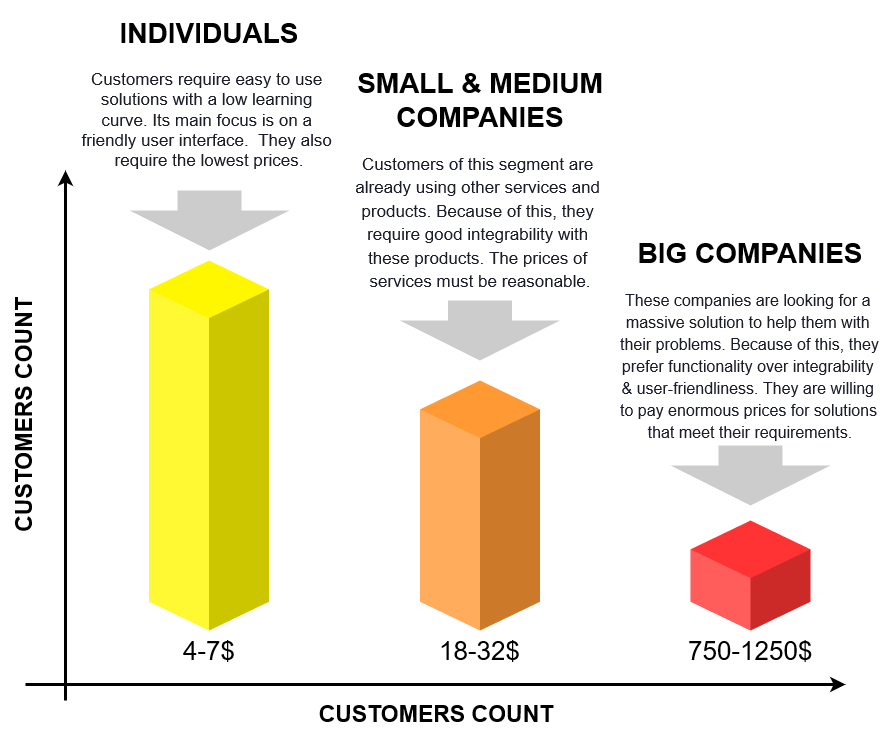 INDIVIDUALS
Customers require easy to use
solutions with a low learning
curve. Its main focus is on a
friendly user interface.  They also
require the lowest prices.
SMALL & MEDIUM
COMPANIES
Customers of this segment are
already using other services and
products. Because of this, they
require good integrability with
these products. The prices of
services must be reasonable.
BIG COMPANIES
These companies are looking for a
massive solution to help them with
their problems. Because of this, they
prefer functionality over integrability
& user-friendliness. They are willing
to pay enormous prices for solutions
that meet their requirements.
CUSTOMERS COUNT
4-7$
18-32$
750-1250$
CUSTOMERS COUNT